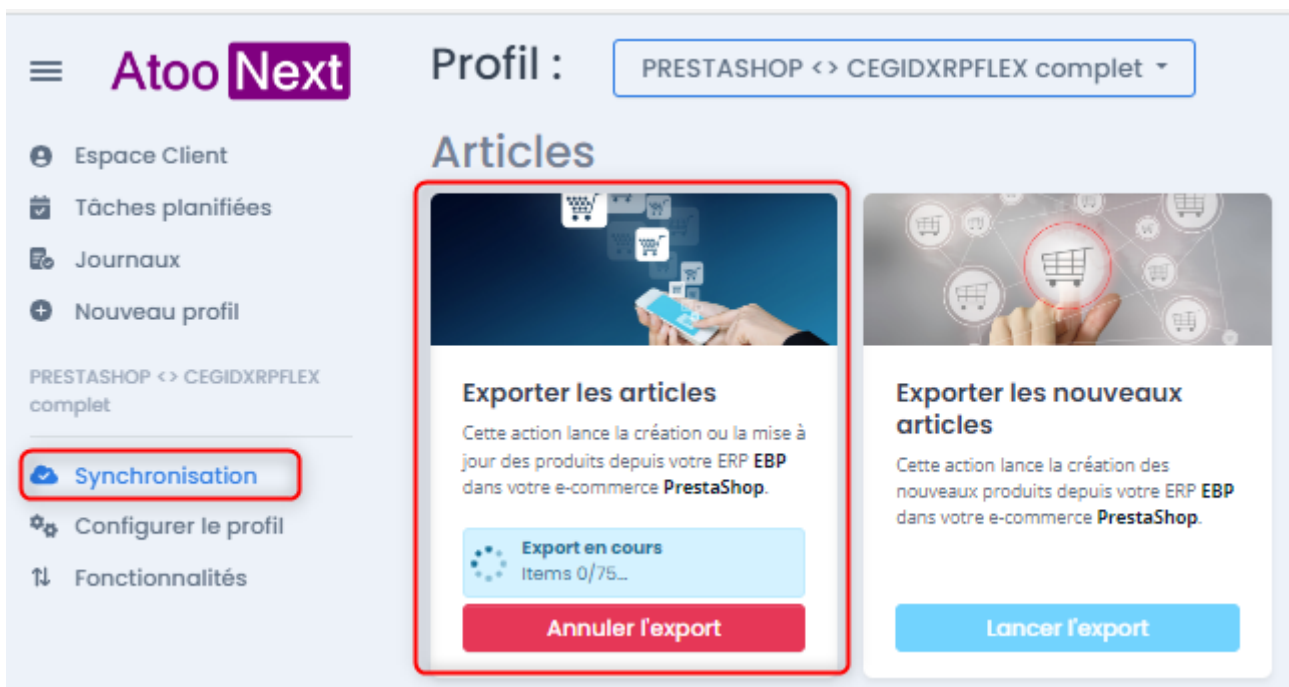 Atoo Next
Profil :
PRESTASHOP <> CEGIDXRPFLEX complet
Espace Client
Tâches planifiées
Journaux
Nouveau profil
PRESTASHOP <> CEGIDXRPFLEX
complet
Synchronisation
Configurer le profil
Fonctionnalités
Articles
Exporter les articles
Cette action lance la création ou la mise à
jour des produits depuis votre ERP EBP
dans votre e-commerce PrestaShop.
Export en cours
Items 0/75...
Annuler l'export
Exporter les nouveaux
articles
Cette action lance la création des
nouveaux produits depuis votre ERP EBP
dans votre e-commerce PrestaShop.
Lancer l'export